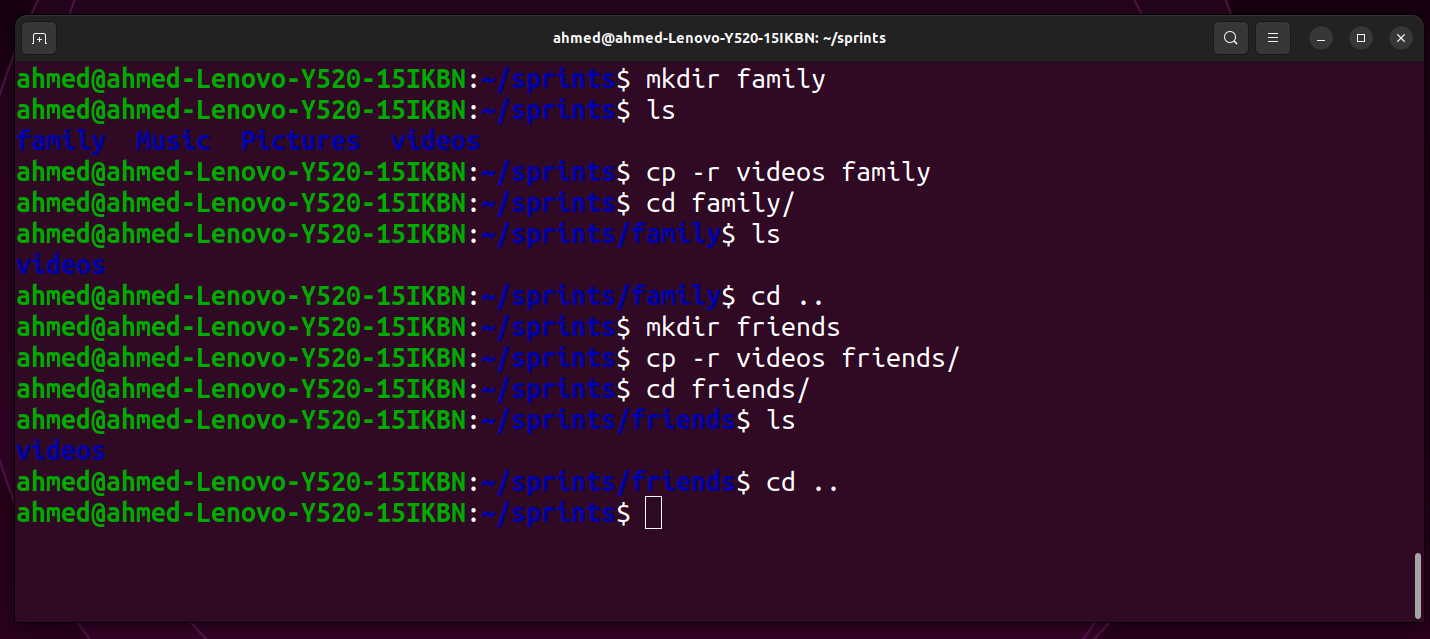 ahmed@ahmed-Lenovo-Y520-15IKBN: ~/sprints
ahmed@ahmed-Lenovo-Y520-15IKBN:~/sprints$ mkdir family
ahmed@ahmed-Lenovo-Y520-15IKBN:~/sprints$ ls
family  Music  Pictures  videos
ahmed@ahmed-Lenovo-Y520-15IKBN:~/sprints$ cp -r videos family
ahmed@ahmed-Lenovo-Y520-15IKBN:~/sprints$ cd family/
ahmed@ahmed-Lenovo-Y520-15IKBN:~/sprints/family$ ls
videos
ahmed@ahmed-Lenovo-Y520-15IKBN:~/sprints/family$ cd ..
ahmed@ahmed-Lenovo-Y520-15IKBN:~/sprints$ mkdir friends
ahmed@ahmed-Lenovo-Y520-15IKBN:~/sprints$ cp -r videos friends/
ahmed@ahmed-Lenovo-Y520-15IKBN:~/sprints$ cd friends/
ahmed@ahmed-Lenovo-Y520-15IKBN:~/sprints/friends$ ls
videos
ahmed@ahmed-Lenovo-Y520-15IKBN:~/sprints/friends$ cd ..
ahmed@ahmed-Lenovo-Y520-15IKBN:~/sprints$